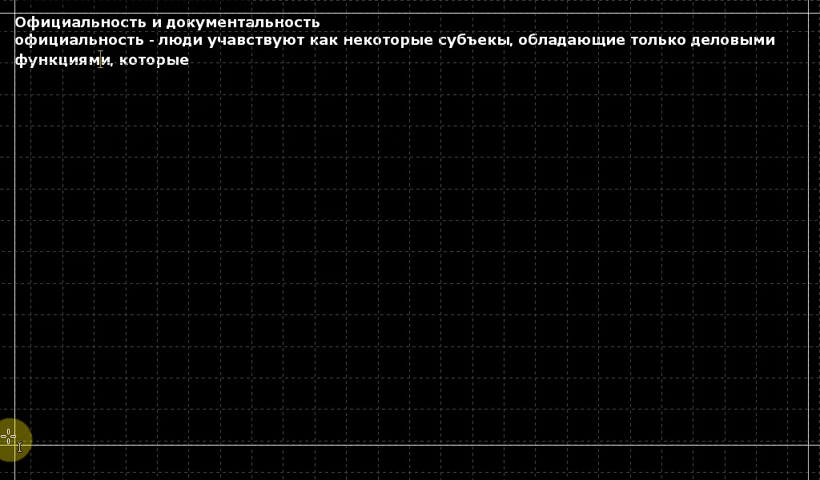 Официальность и документальность
официальность - люди учавствуют как некоторые субъекы, обладающие только деловыми
функциями, которые